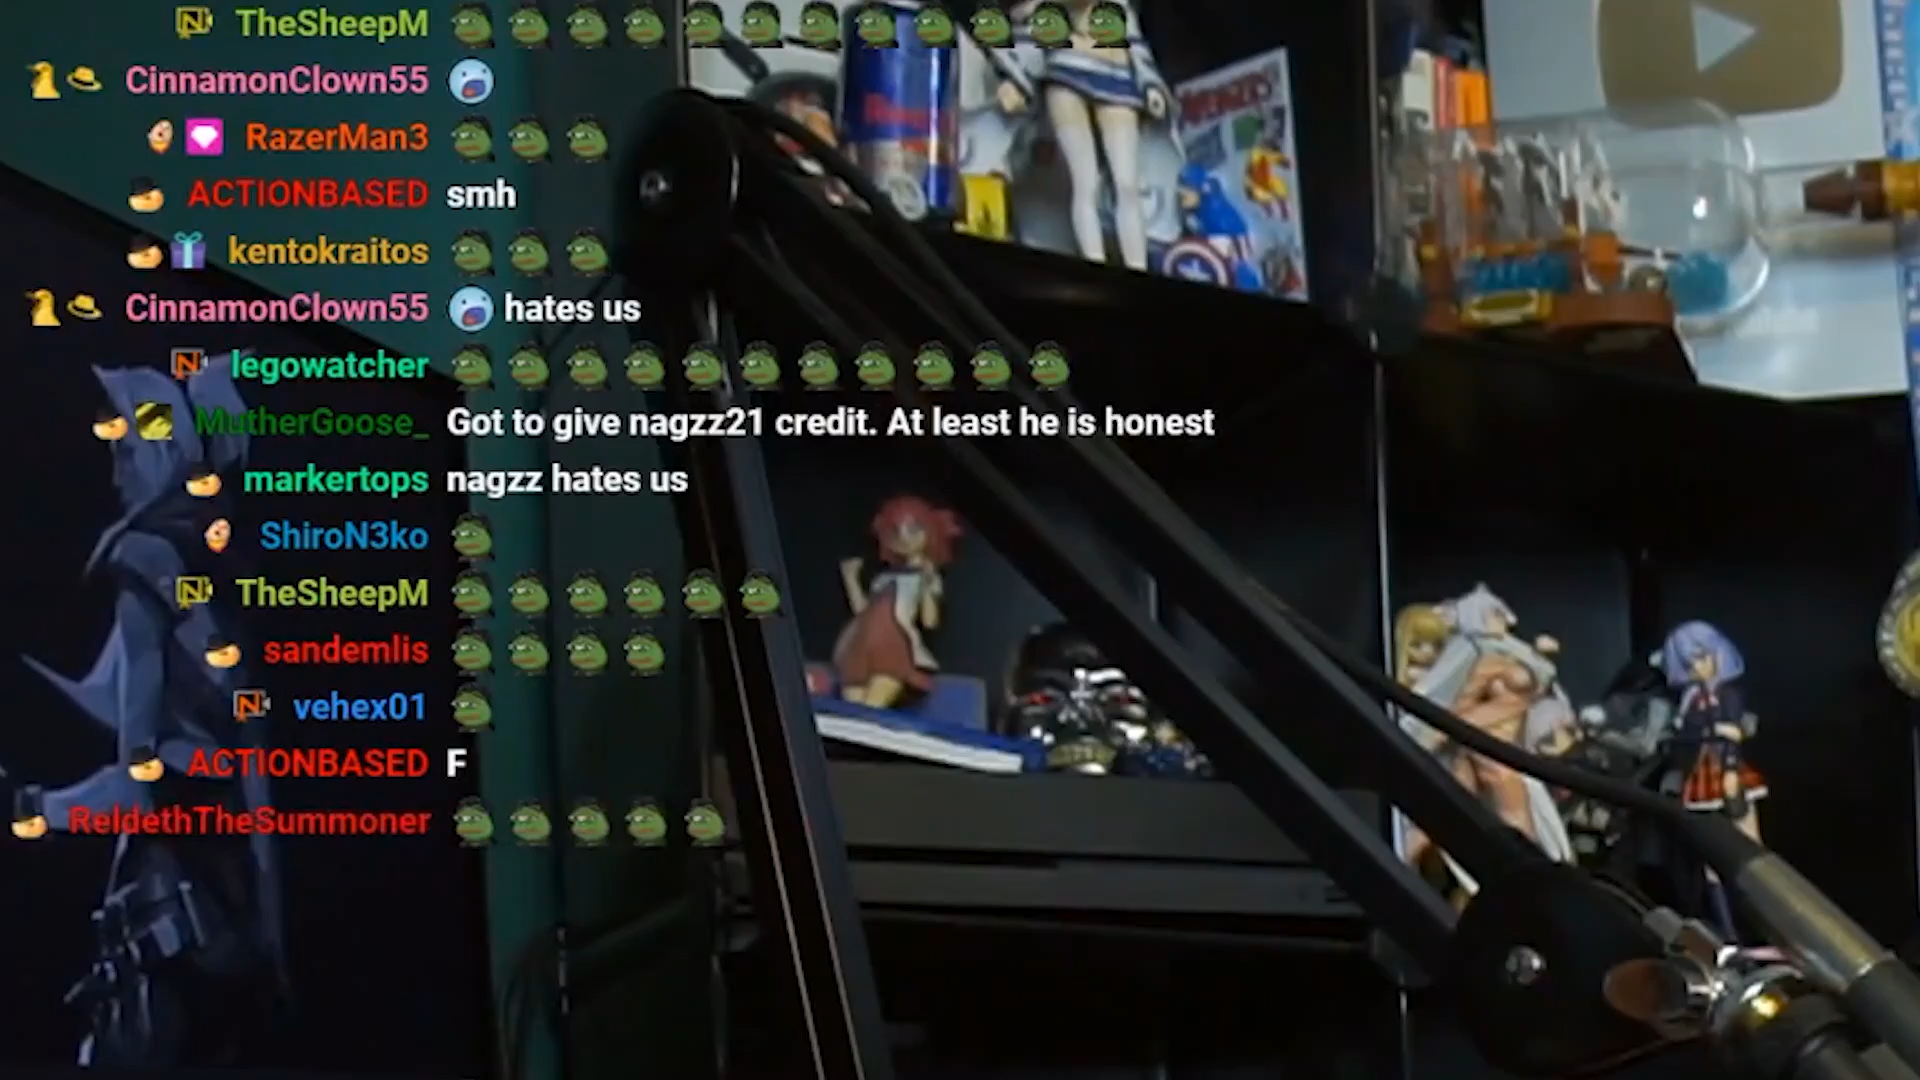 TheSheepM
CinnamonClown55
RazerMan3
ACTIONBASED smh
kentokraitos
CinnamonClown55 hates us
legowatcher
MutherGoose_ Got to give nagzz21 credit. At least he is honest
markertops nagzz hates us
ShiroN3ko
TheSheepM
sandemlis
vehex01
ACTIONBASED F
ReldethTheSummoner